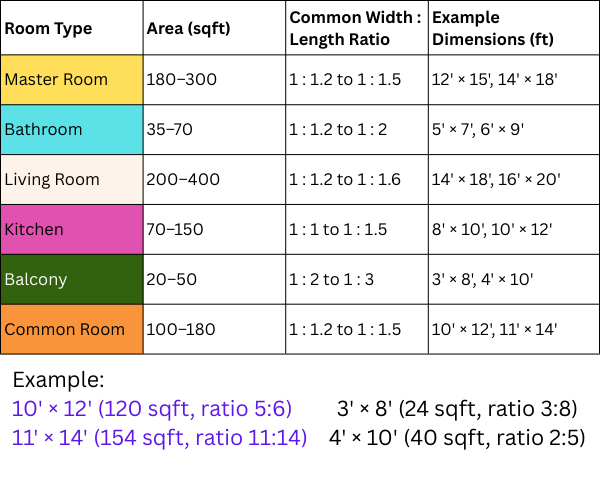 Room Type Area (sqft) Common Width : Length Ratio Example Dimensions (ft)
Master Room 180–300 1 : 1.2 to 1 : 1.5 12' × 15', 14' × 18'
Bathroom 35–70 1 : 1.2 to 1 : 2 5' × 7', 6' × 9'
Living Room 200–400 1 : 1.2 to 1 : 1.6 14' × 18', 16' × 20'
Kitchen 70–150 1 : 1 to 1 : 1.5 8' × 10', 10' × 12'
Balcony 20–50 1 : 2 to 1 : 3 3' × 8', 4' × 10'
Common Room 100–180 1 : 1.2 to 1 : 1.5 10' × 12', 11' × 14'
Example:
10' × 12' (120 sqft, ratio 5:6) 3' × 8' (24 sqft, ratio 3:8)
11' × 14' (154 sqft, ratio 11:14) 4' × 10' (40 sqft, ratio 2:5)